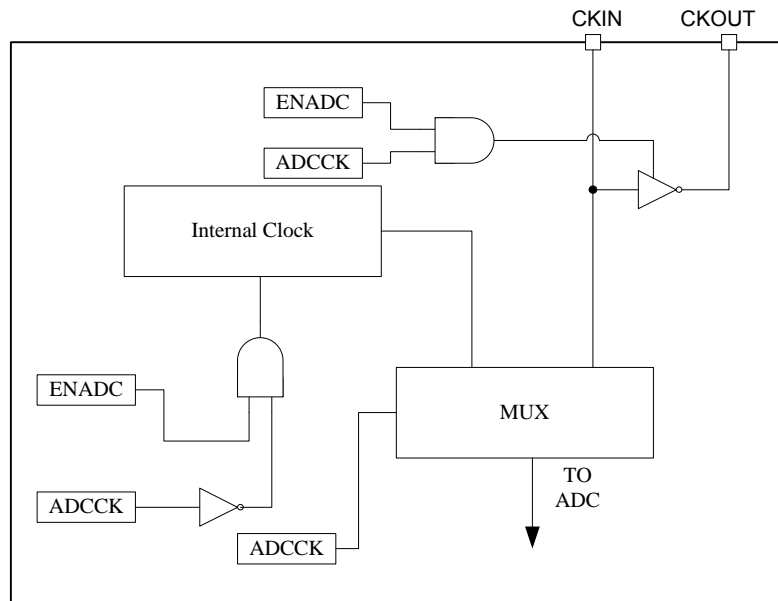 CKIN CKOUT
ENADC
ADCCK
Internal Clock
ENADC
MUX
TO
ADC
ADCCK
ADCCK